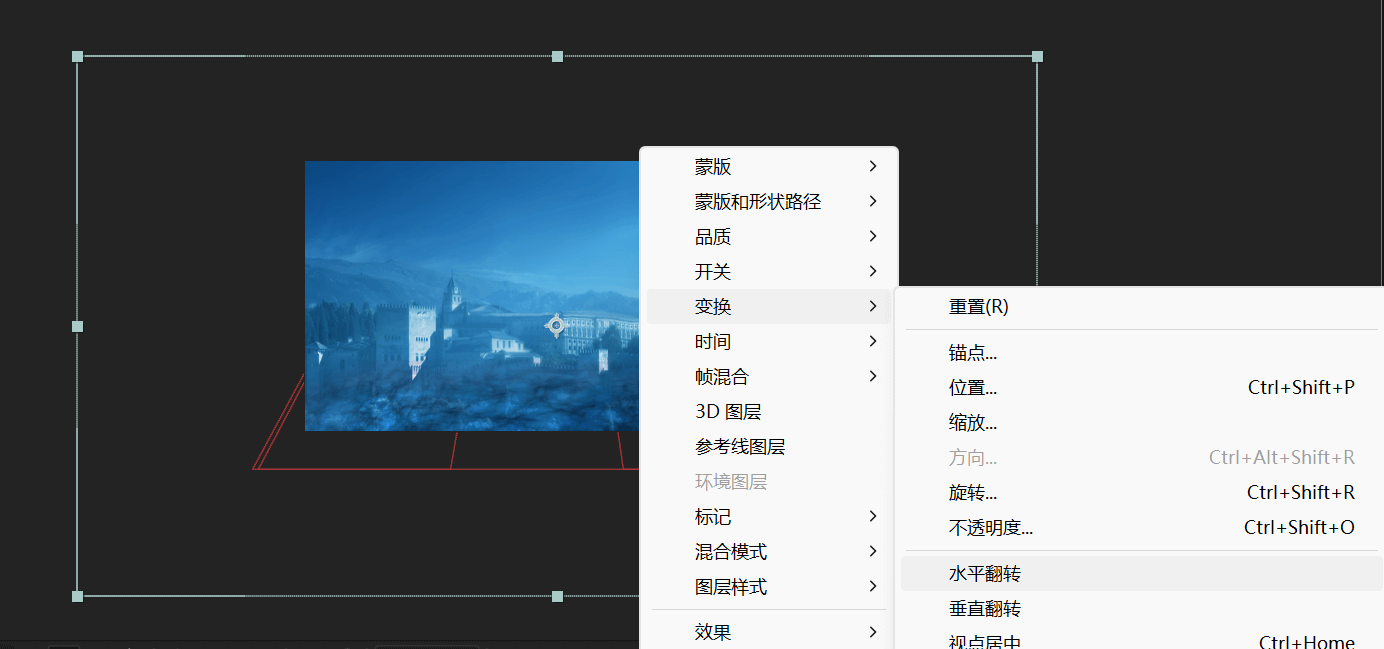 蒙版
蒙版和形状路径
品质
开关
变换
时间
帧混合
3D 图层
参考线图层
环境图层
标记
混合模式
图层样式
效果
重置(R)
锚点...
位置... Ctrl+Shift+P
缩放...
方向... Ctrl+Alt+Shift+R
旋转... Ctrl+Shift+R
不透明度... Ctrl+Shift+O
水平翻转
垂直翻转
视点居中 Ctrl+Home